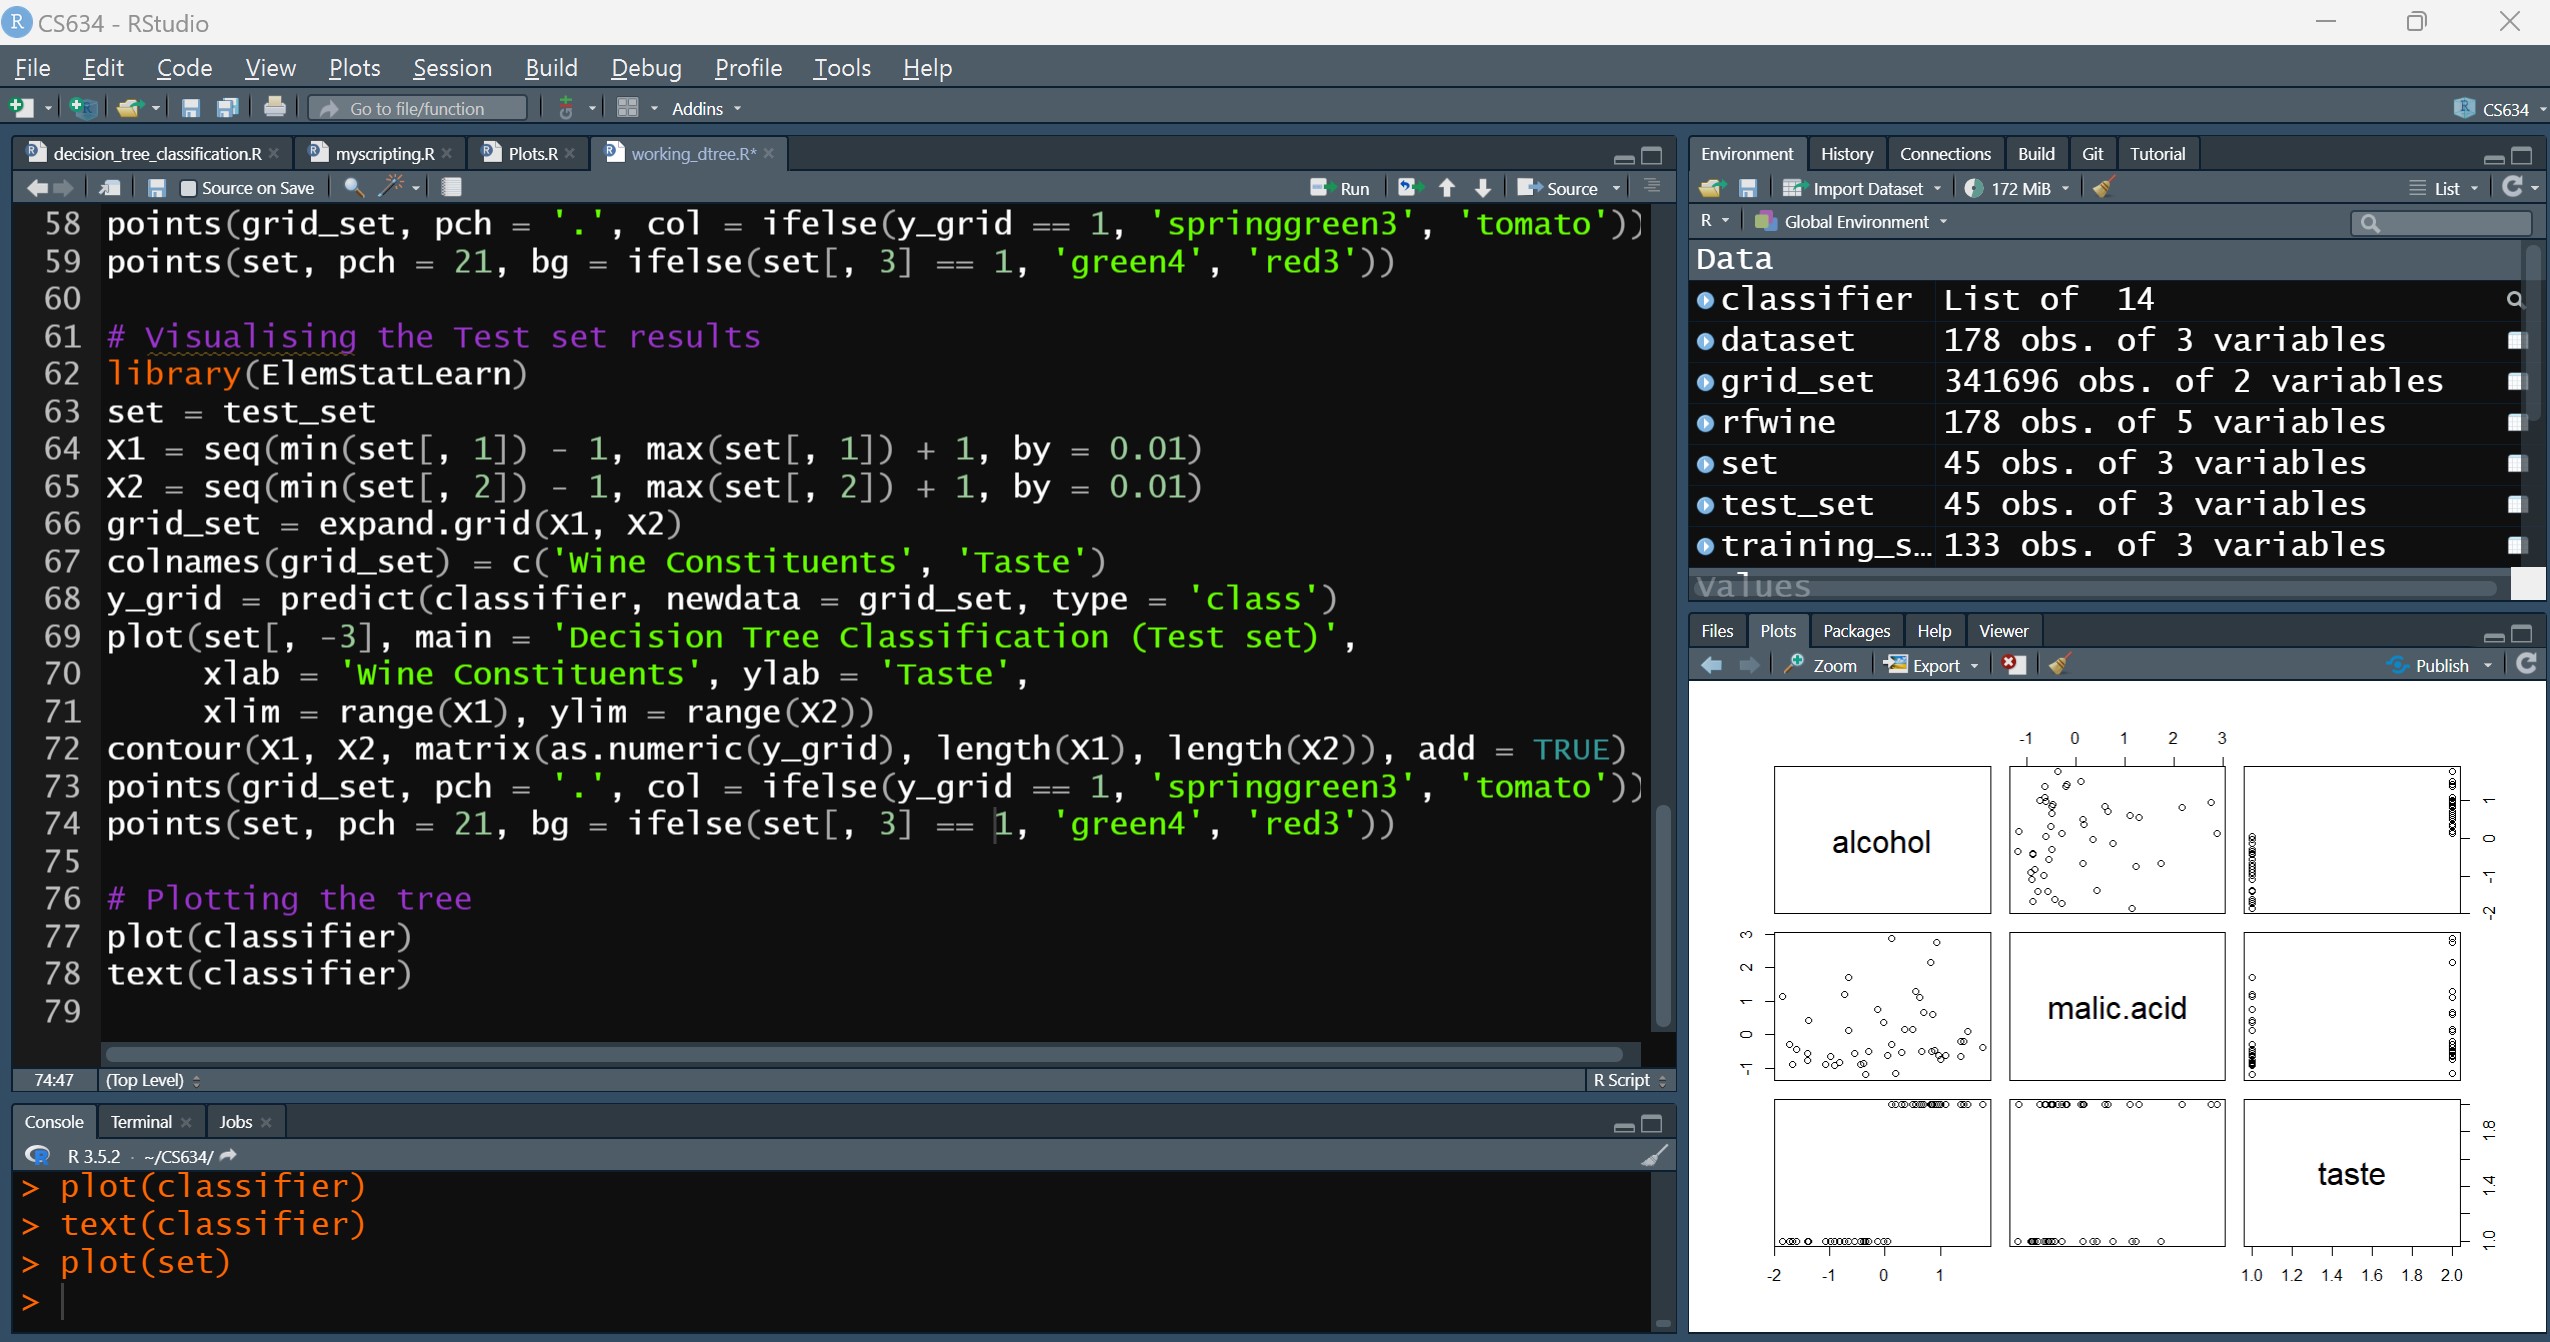 CS634 - RStudio
File Edit Code View Plots Session Build Debug Profile Tools Help
Go to file/function Addins CS634
decision_tree_classification.R myscripting.R Plots.R working_dtree.R*
Source on Save Run Source
58 points(grid_set, pch = '.', col = ifelse(y_grid == 1, 'springgreen3', 'tomato'))
59 points(set, pch = 21, bg = ifelse(set[, 3] == 1, 'green4', 'red3'))
60
61 # Visualising the Test set results
62 library(ElemStatLearn)
63 set = test_set
64 X1 = seq(min(set[, 1]) - 1, max(set[, 1]) + 1, by = 0.01)
65 X2 = seq(min(set[, 2]) - 1, max(set[, 2]) + 1, by = 0.01)
66 grid_set = expand.grid(X1, X2)
67 colnames(grid_set) = c('Wine Constituents', 'Taste')
68 y_grid = predict(classifier, newdata = grid_set, type = 'class')
69 plot(set[, -3], main = 'Decision Tree Classification (Test set)',
70 xlab = 'Wine Constituents', ylab = 'Taste',
71 xlim = range(X1), ylim = range(X2))
72 contour(X1, X2, matrix(as.numeric(y_grid), length(X1), length(X2)), add = TRUE)
73 points(grid_set, pch = '.', col = ifelse(y_grid == 1, 'springgreen3', 'tomato'))
74 points(set, pch = 21, bg = ifelse(set[, 3] == 1, 'green4', 'red3'))
75
76 # Plotting the tree
77 plot(classifier)
78 text(classifier)
79
74:47 (Top Level) R Script
Console Terminal Jobs
R 3.5.2 · ~/CS634/
> plot(classifier)
> text(classifier)
> plot(set)
>
Environment History Connections Build Git Tutorial
Import Dataset 172 MiB List
R Global Environment
Data
classifier List of 14
dataset 178 obs. of 3 variables
grid_set 341696 obs. of 2 variables
rfwine 178 obs. of 5 variables
set 45 obs. of 3 variables
test_set 45 obs. of 3 variables
training_s… 133 obs. of 3 variables
Values
Files Plots Packages Help Viewer
Zoom Export Publish
-1 0 1 2 3
alcohol
1
0
-1
-2
3
2
1
0
-1
malic.acid
taste
1.8
1.4
1.0
-2 -1 0 1
1.0 1.2 1.4 1.6 1.8 2.0